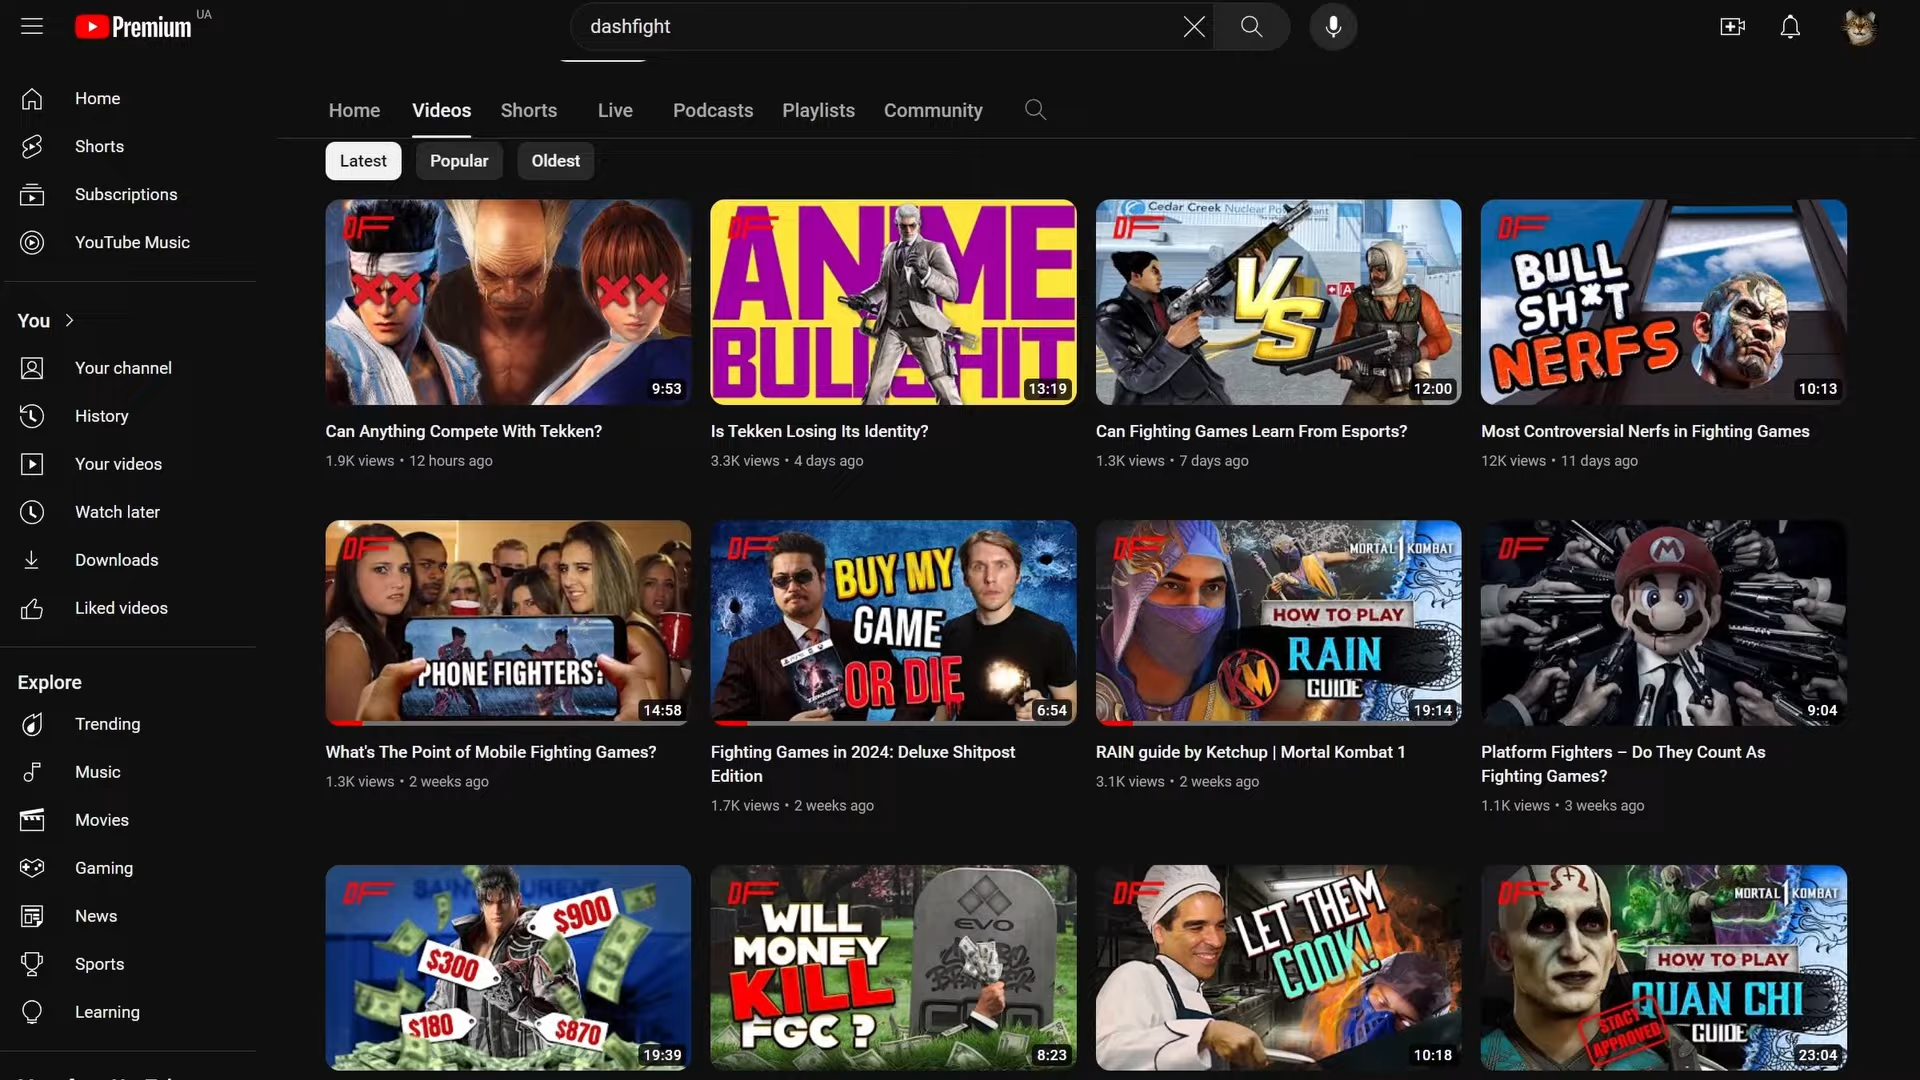 Premium UA
dashfight
Home
Shorts
Subscriptions
YouTube Music
You
Your channel
History
Your videos
Watch later
Downloads
Liked videos
Explore
Trending
Music
Movies
Gaming
News
Sports
Learning
Home Videos Shorts Live Podcasts Playlists Community
Latest Popular Oldest
DF
9:53
Can Anything Compete With Tekken?
1.9K views • 12 hours ago
DF
ANIME
BULLSHIT
13:19
Is Tekken Losing Its Identity?
3.3K views • 4 days ago
DF
Cedar Creek Nuclear
VS
A
12:00
Can Fighting Games Learn From Esports?
1.3K views • 7 days ago
DF
BULL
SH*T
NERFS
10:13
Most Controversial Nerfs in Fighting Games
12K views • 11 days ago
DF
PHONE FIGHTERS?
14:58
What's The Point of Mobile Fighting Games?
1.3K views • 2 weeks ago
DF
BUY MY
GAME
OR DIE
6:54
Fighting Games in 2024: Deluxe Shitpost
Edition
1.7K views • 2 weeks ago
DF
MORTAL KOMBAT 1
HOW TO PLAY
RAIN
GUIDE
KM
19:14
RAIN guide by Ketchup | Mortal Kombat 1
3.1K views • 2 weeks ago
DF
M
9:04
Platform Fighters – Do They Count As
Fighting Games?
1.1K views • 3 weeks ago
DF
SAINT LAURENT
$900
$300
$180
$870
19:39
DF
WILL
MONEY
KILL
FGC ?
EVO
8:23
DF
LET THEM
COOK!
10:18
DF
MORTAL KOMBAT 1
HOW TO PLAY
QUAN CHI
GUIDE
STACY
APPROVED
23:04